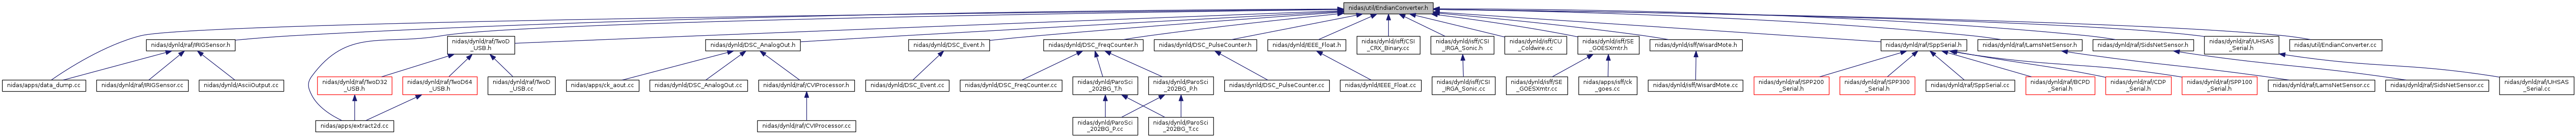 nidas/util/EndianConverter.h
nidas/dynld/raf/IRIGSensor.h
nidas/dynld/raf/TwoD
_USB.h
nidas/dynld/DSC_AnalogOut.h
nidas/dynld/DSC_Event.h
nidas/dynld/DSC_FreqCounter.h
nidas/dynld/DSC_PulseCounter.h
nidas/dynld/IEEE_Float.h
nidas/dynld/isff/CSI
_CRX_Binary.cc
nidas/dynld/isff/CSI
_IRGA_Sonic.h
nidas/dynld/isff/CU
_Coldwire.cc
nidas/dynld/isff/SE
_GOESXmtr.h
nidas/dynld/isff/WisardMote.h
nidas/dynld/raf/SppSerial.h
nidas/dynld/raf/LamsNetSensor.h
nidas/dynld/raf/SidsNetSensor.h
nidas/dynld/raf/UHSAS
_Serial.h
nidas/util/EndianConverter.cc
nidas/apps/data_dump.cc
nidas/dynld/raf/IRIGSensor.cc
nidas/dynld/AsciiOutput.cc
nidas/dynld/raf/TwoD32
_USB.h
nidas/dynld/raf/TwoD64
_USB.h
nidas/dynld/raf/TwoD
_USB.cc
nidas/apps/ck_aout.cc
nidas/dynld/DSC_AnalogOut.cc
nidas/dynld/raf/CVIProcessor.h
nidas/dynld/DSC_Event.cc
nidas/dynld/DSC_FreqCounter.cc
nidas/dynld/ParoSci
_202BG_T.h
nidas/dynld/ParoSci
_202BG_P.h
nidas/dynld/DSC_PulseCounter.cc
nidas/dynld/IEEE_Float.cc
nidas/dynld/isff/CSI
_IRGA_Sonic.cc
nidas/dynld/isff/SE
_GOESXmtr.cc
nidas/apps/isff/ck
_goes.cc
nidas/dynld/isff/WisardMote.cc
nidas/dynld/raf/SPP200
_Serial.h
nidas/dynld/raf/SPP300
_Serial.h
nidas/dynld/raf/SppSerial.cc
nidas/dynld/raf/BCPD
_Serial.h
nidas/dynld/raf/CDP
_Serial.h
nidas/dynld/raf/SPP100
_Serial.h
nidas/dynld/raf/LamsNetSensor.cc
nidas/dynld/raf/SidsNetSensor.cc
nidas/dynld/raf/UHSAS
_Serial.cc
nidas/apps/extract2d.cc
nidas/dynld/raf/CVIProcessor.cc
nidas/dynld/ParoSci
_202BG_P.cc
nidas/dynld/ParoSci
_202BG_T.cc